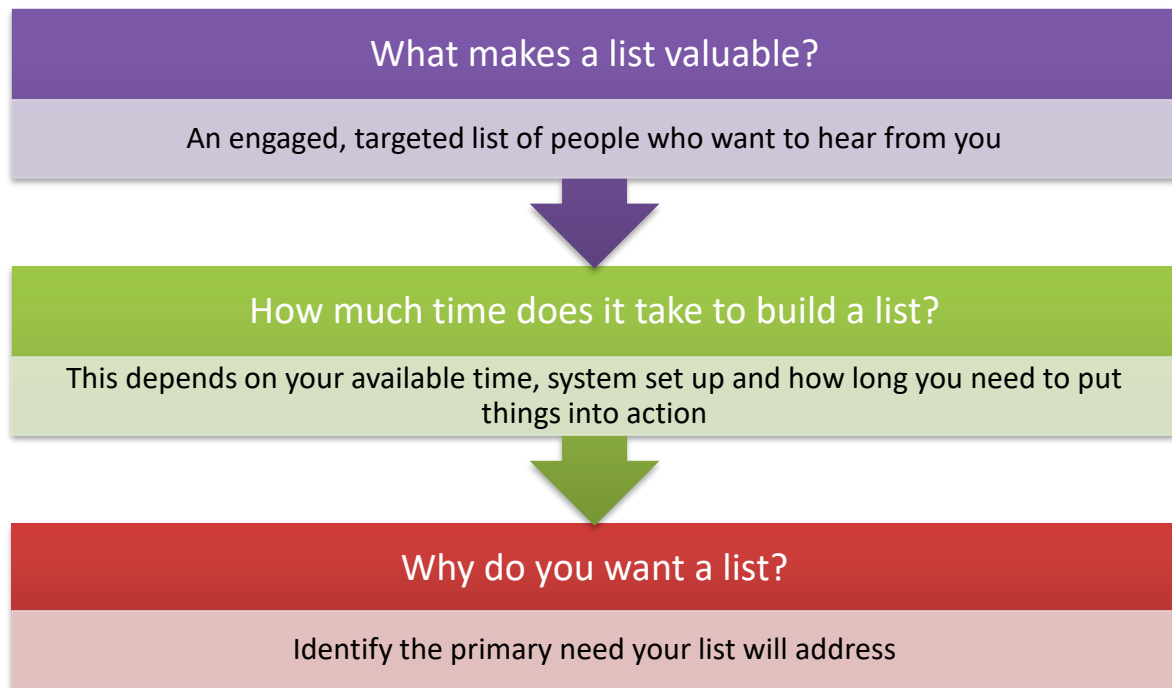 What makes a list valuable?
An engaged, targeted list of people who want to hear from you
How much time does it take to build a list?
This depends on your available time, system set up and how long you need to put
things into action
Why do you want a list?
Identify the primary need your list will address